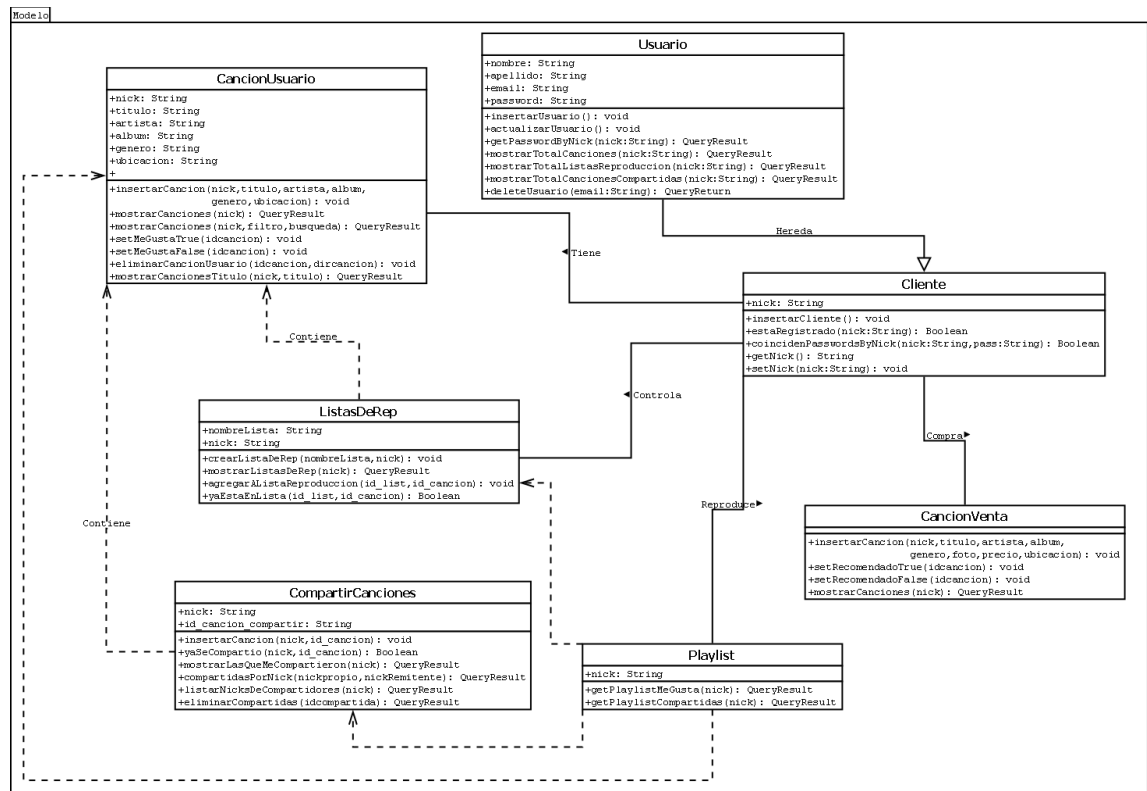 Modelo
Usuario
+nombre: String
+apellido: String
+email: String
+password: String
+insertarUsuario(): void
+actualizarUsuario(): void
+getPasswordByNick(nick:String): QueryResult
+mostrarTotalCanciones(nick:String): QueryResult
+mostrarTotalListasReproduccion(nick:String): QueryResult
+mostrarTotalCancionesCompartidas(nick:String): QueryResult
+deleteUsuario(email:String): QueryReturn
CancionUsuario
+nick: String
+titulo: String
+artista: String
+album: String
+genero: String
+ubicacion: String
+
+insertarCancion(nick,titulo,artista,album,
genero,ubicacion): void
+mostrarCanciones(nick): QueryResult
+mostrarCanciones(nick,filtro,busqueda): QueryResult
+setMeGustaTrue(idcancion): void
+setMeGustaFalse(idcancion): void
+eliminarCancionUsuario(idcancion,dircancion): void
+mostrarCancionesTitulo(nick,titulo): QueryResult
Hereda
Tiene
Cliente
+nick: String
+insertarCliente(): void
+estaRegistrado(nick:String): Boolean
+coincidenPasswordsByNick(nick:String,pass:String): Boolean
+getNick(): String
+setNick(nick:String): void
Contiene
Controla
ListasDeRep
+nombreLista: String
+nick: String
+crearListaDeRep(nombreLista,nick): void
+mostrarListasDeRep(nick): QueryResult
+agregarAListaReproduccion(id_list,id_cancion): void
+yaEstaEnLista(id_list,id_cancion): Boolean
Compra
Reproduce
Contiene
CancionVenta
+insertarCancion(nick,titulo,artista,album,
genero,foto,precio,ubicacion): void
+setRecomendadoTrue(idcancion): void
+setRecomendadoFalse(idcancion): void
+mostrarCanciones(nick): QueryResult
CompartirCanciones
+nick: String
+id_cancion_compartir: String
+insertarCancion(nick,id_cancion): void
+yaSeCompartio(nick,id_cancion): Boolean
+mostrarLasQueMeCompartieron(nick): QueryResult
+compartidasPorNick(nickpropio,nickRemitente): QueryResult
+listarNicksDeCompartidores(nick): QueryResult
+eliminarCompartidas(idcompartida): QueryResult
Playlist
+nick: String
+getPlaylistMeGusta(nick): QueryResult
+getPlaylistCompartidas(nick): QueryResult